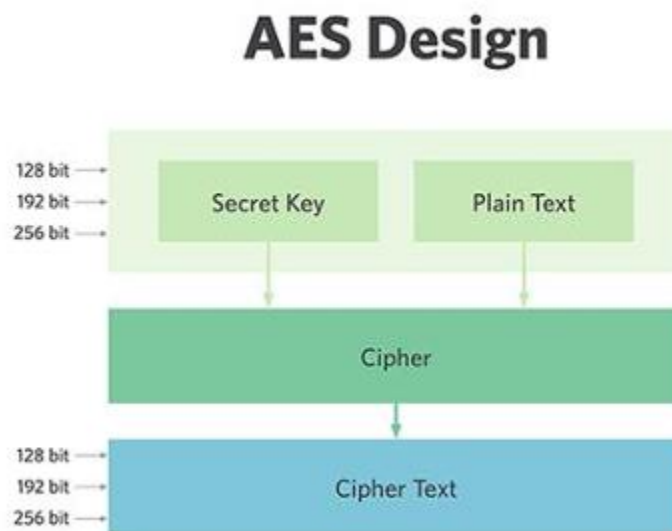 AES Design
128 bit
192 bit
256 bit
Secret Key
Plain Text
Cipher
128 bit
192 bit
256 bit
Cipher Text